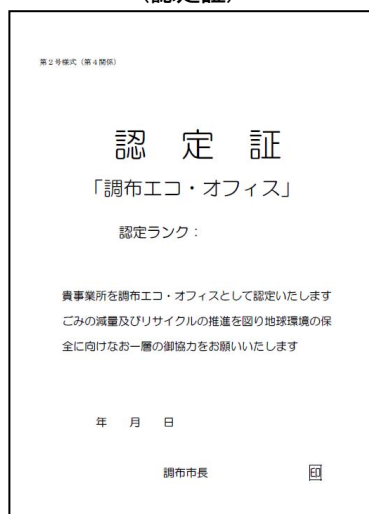 (認定証)
第2号様式（第4関係）
認 定 証
「調布エコ・オフィス」
認定ランク：
貴事業所を調布エコ・オフィスとして認定いたします
ごみの減量及びリサイクルの推進を図り地球環境の保
全に向けなお一層の御協力をお願いいたします
年 月 日
調布市長 印